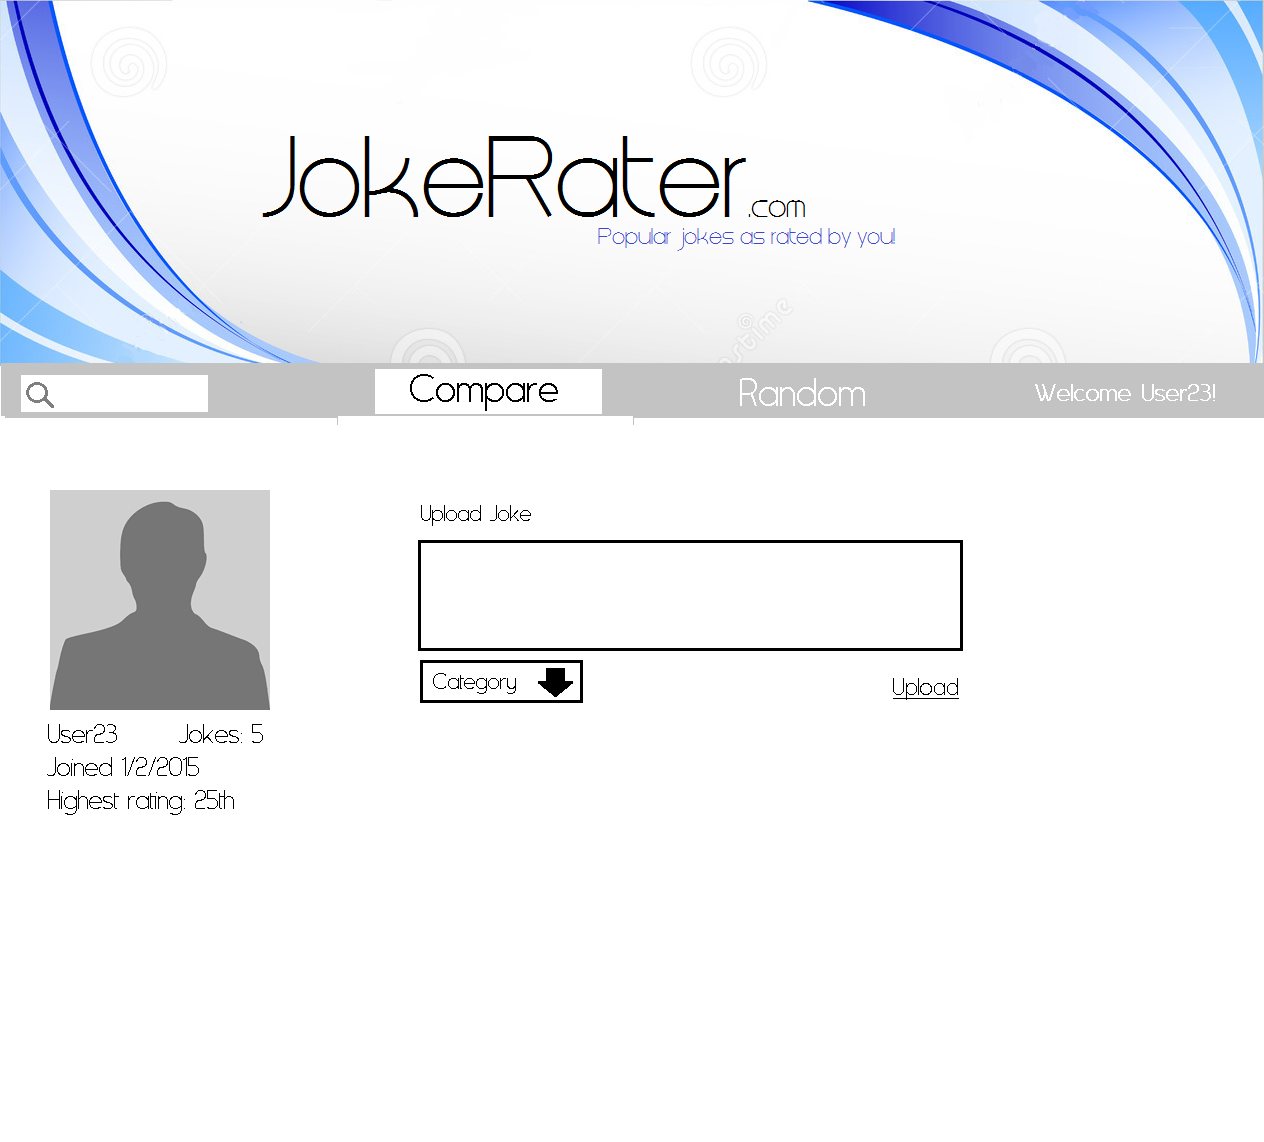 JokeRater.com
Popular jokes as rated by you!
Compare Random Welcome User23!
Upload Joke
Category
Upload
User23 Jokes: 5
Joined 1/2/2015
Highest rating: 25th